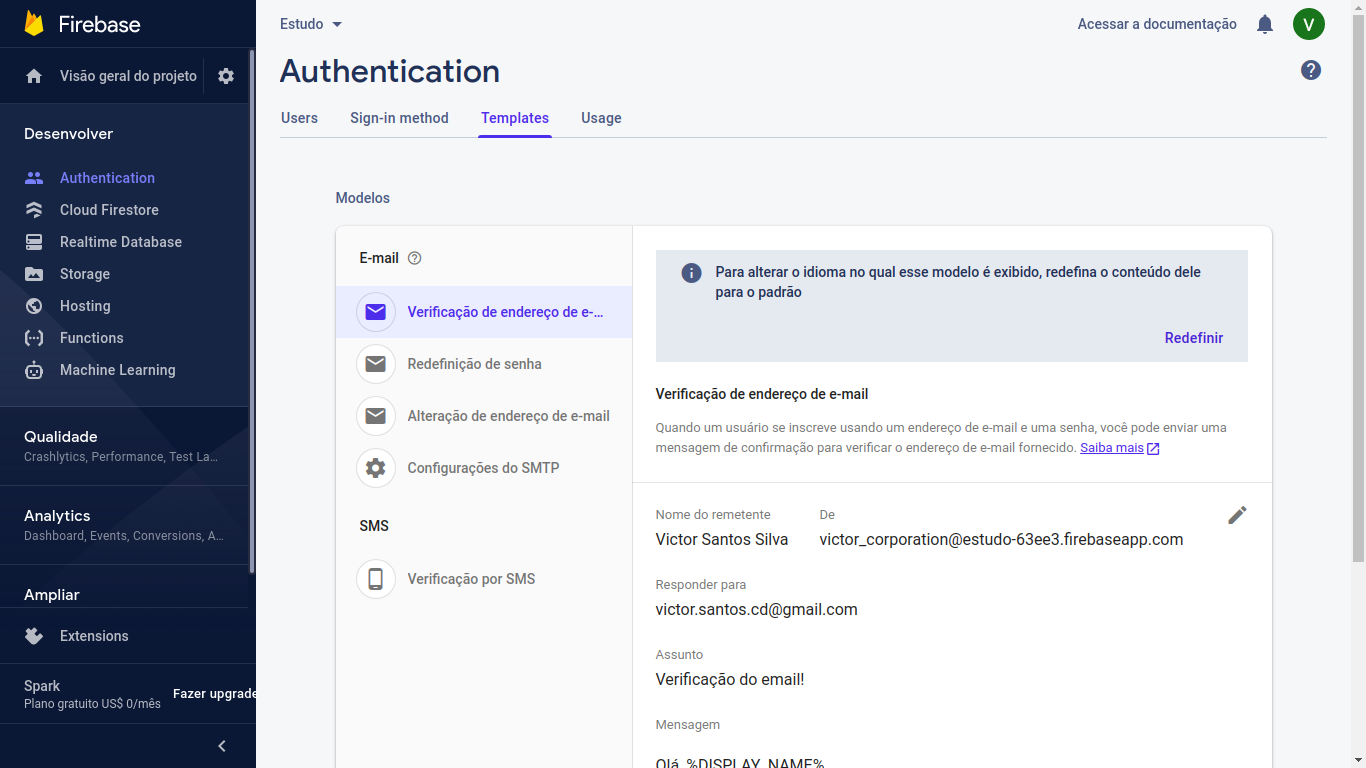 Firebase
Visão geral do projeto
Desenvolver
Authentication
Cloud Firestore
Realtime Database
Storage
Hosting
Functions
Machine Learning
Qualidade
Crashlytics, Performance, Test La...
Analytics
Dashboard, Events, Conversions, A...
Ampliar
Extensions
Spark
Plano gratuito US$ 0/mês
Fazer upgrade
Estudo
Acessar a documentação
V
Authentication
Users Sign-in method Templates Usage
Modelos
E-mail
Verificação de endereço de e-...
Redefinição de senha
Alteração de endereço de e-mail
Configurações do SMTP
SMS
Verificação por SMS
Para alterar o idioma no qual esse modelo é exibido, redefina o conteúdo dele
para o padrão
Redefinir
Verificação de endereço de e-mail
Quando um usuário se inscreve usando um endereço de e-mail e uma senha, você pode enviar uma
mensagem de confirmação para verificar o endereço de e-mail fornecido. Saiba mais
Nome do remetente De
Victor Santos Silva victor_corporation@estudo-63ee3.firebaseapp.com
Responder para
victor.santos.cd@gmail.com
Assunto
Verificação do email!
Mensagem
Olá, %DISPLAY_NAME%